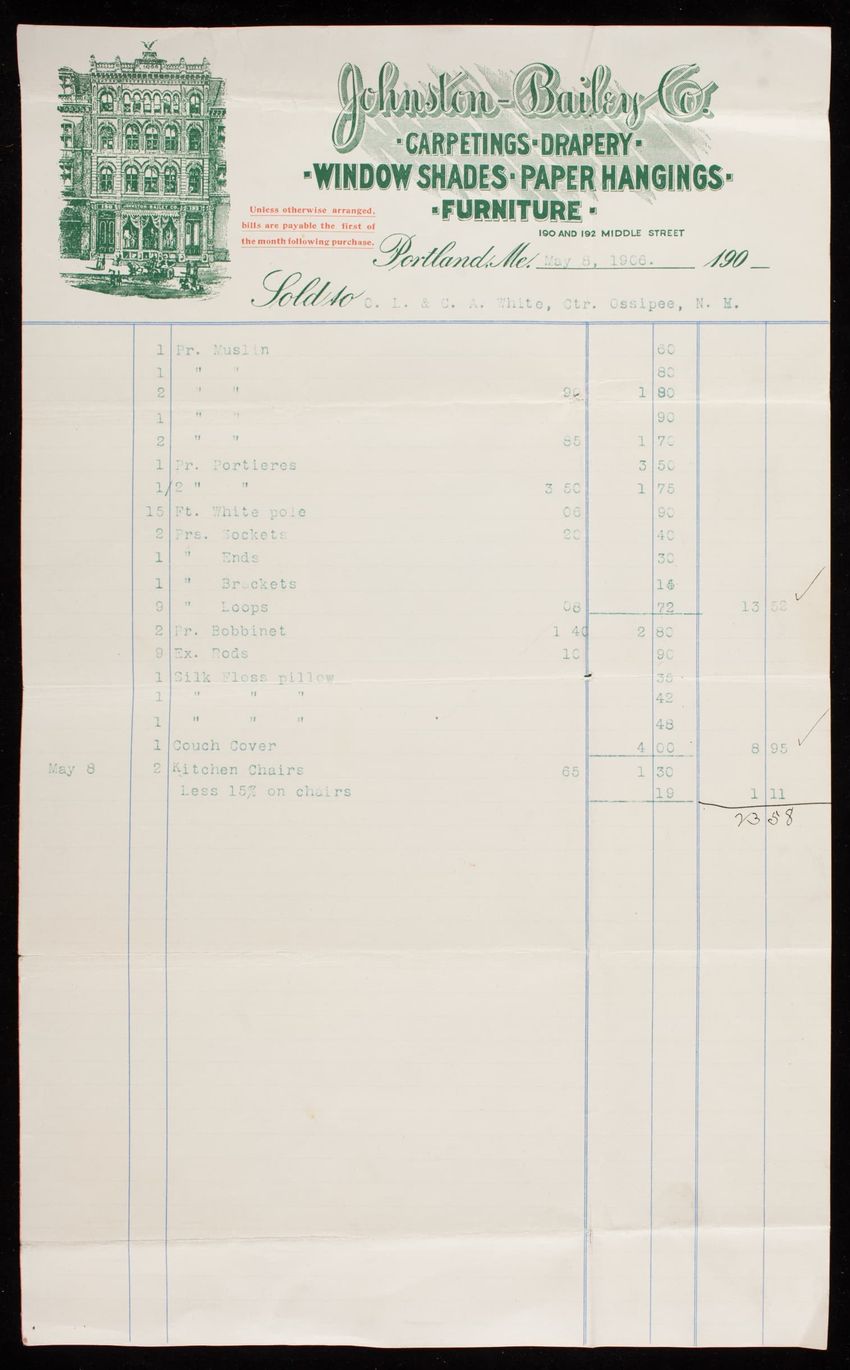 Johnston-Bailey Co.
CARPETINGS · DRAPERY
WINDOW SHADES · PAPER HANGINGS
FURNITURE
190 AND 192 MIDDLE STREET
Unless otherwise arranged,
bills are payable the first of
the month following purchase.
Portland, Me. May 8, 1906. 190
Sold to C. L. & C. A. White, Ctr. Ossipee, N. H.
1 Pr. Muslin 60
1 " " 80
2 " " 90 1 80
1 " " 90
2 " " 85 1 70
1 Pr. Portieres 3 50
1/2 " " 3 50 1 75
15 Ft. White pole 06 90
2 Prs. Sockets 20 40
1 " Ends 30
1 " Brackets
9 " Loops 08 72 13 52
2 Pr. Bobbinet 1 40 2 80
9 Ex. Rods 10 90
1 Silk Floss pillow
1 " " " 42
1 " " " 48
1 Couch Cover 4 00 8 95
May 8 2 Kitchen Chairs 65 1 30
Less 15% on chairs 19 1 11
23 58